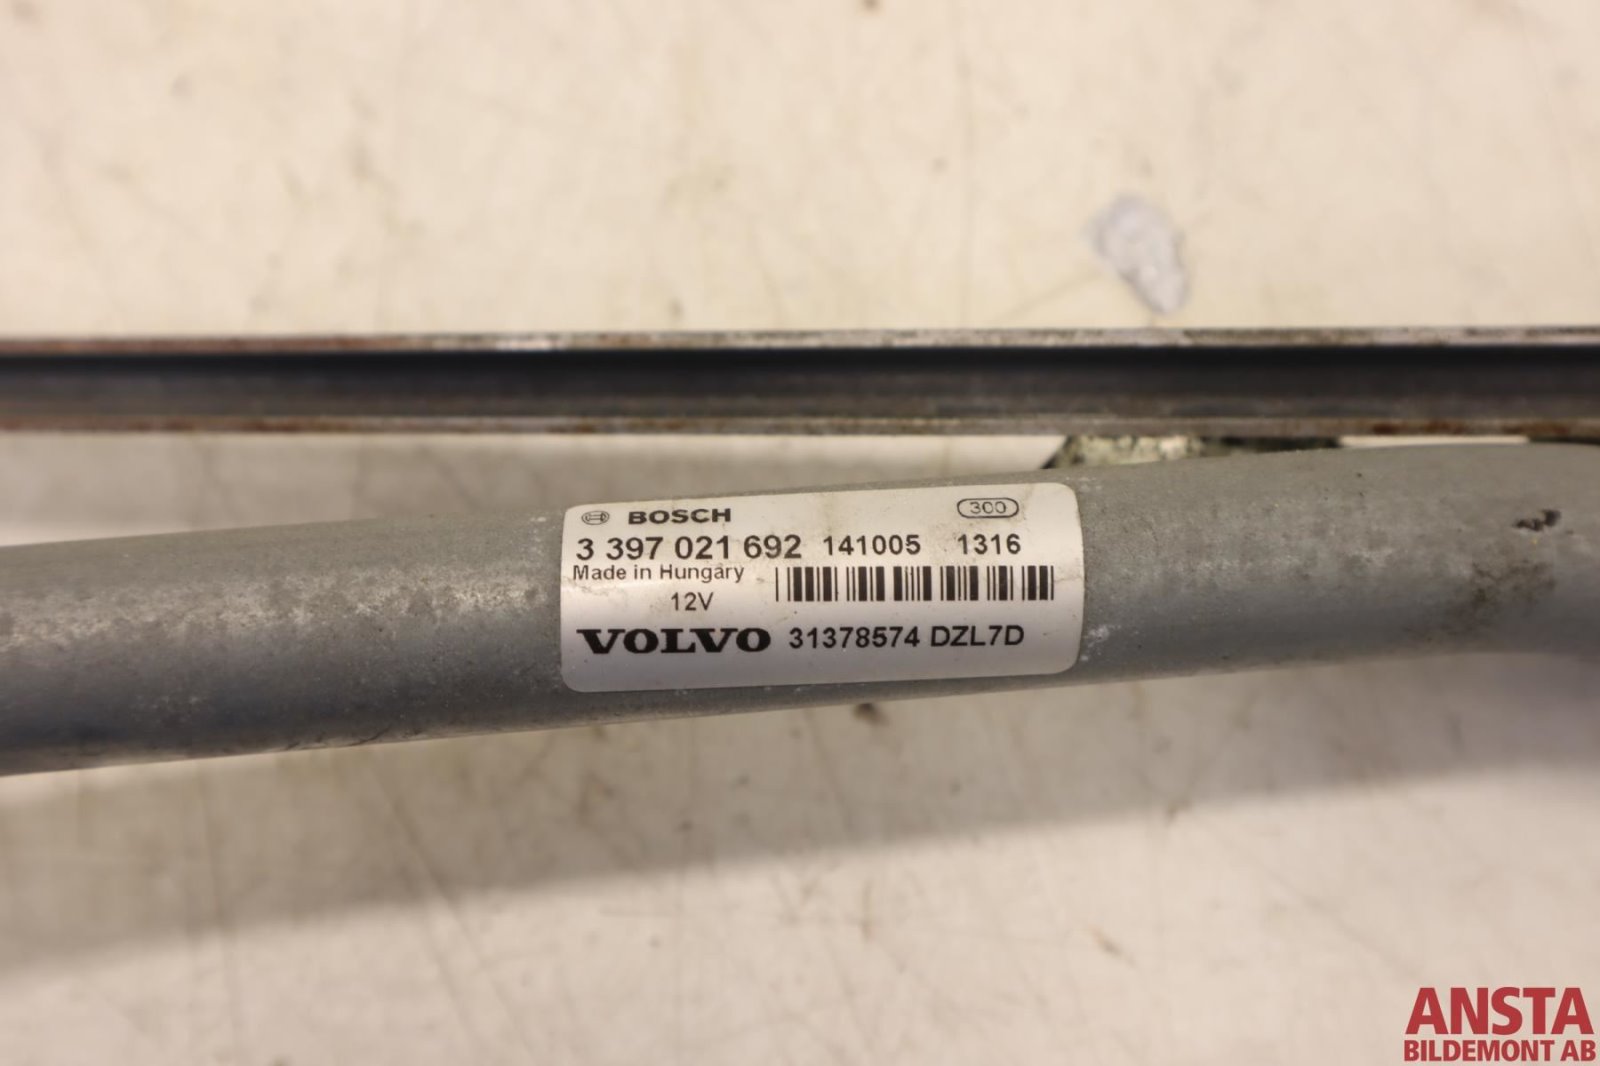 BOSCH 300
3 397 021 692 141005 1316
Made in Hungary
12V
VOLVO 31378574 DZL7D
ANSTA
BILDEMONT AB